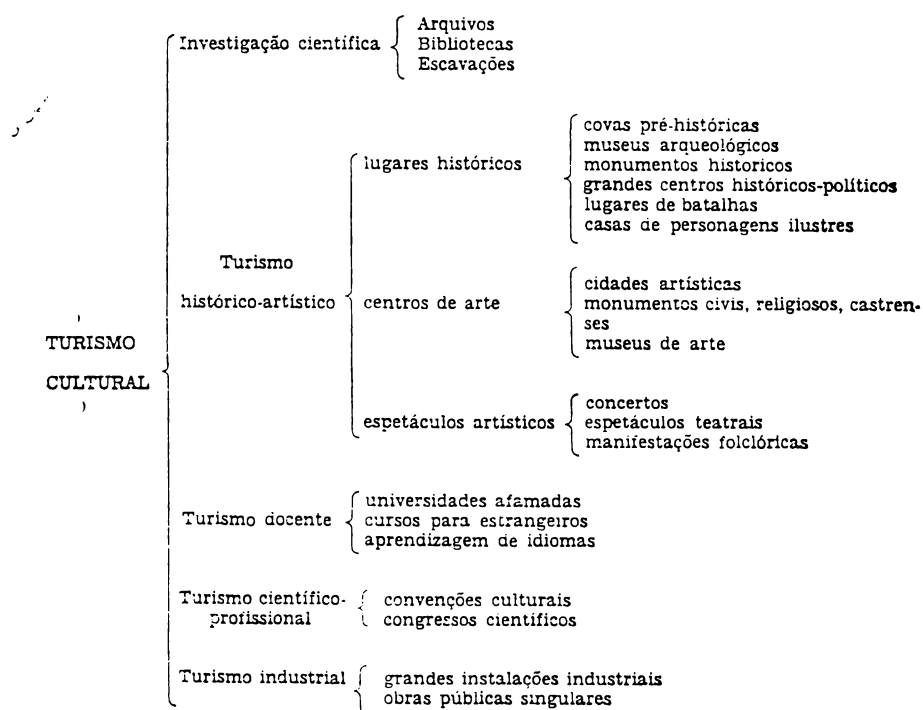 TURISMO
CULTURAL
Investigação científica
Arquivos
Bibliotecas
Escavações
Turismo
histórico-artístico
lugares históricos
covas pré-históricas
museus arqueológicos
monumentos historicos
grandes centros históricos-políticos
lugares de batalhas
casas de personagens ilustres
centros de arte
cidades artísticas
monumentos civis, religiosos, castren-
ses
museus de arte
espetáculos artísticos
concertos
espetáculos teatrais
manifestações folclóricas
Turismo docente
universidades afamadas
cursos para estrangeiros
aprendizagem de idiomas
Turismo científico-
profissional
convenções culturais
congressos científicos
Turismo industrial
grandes instalações industriais
obras públicas singulares